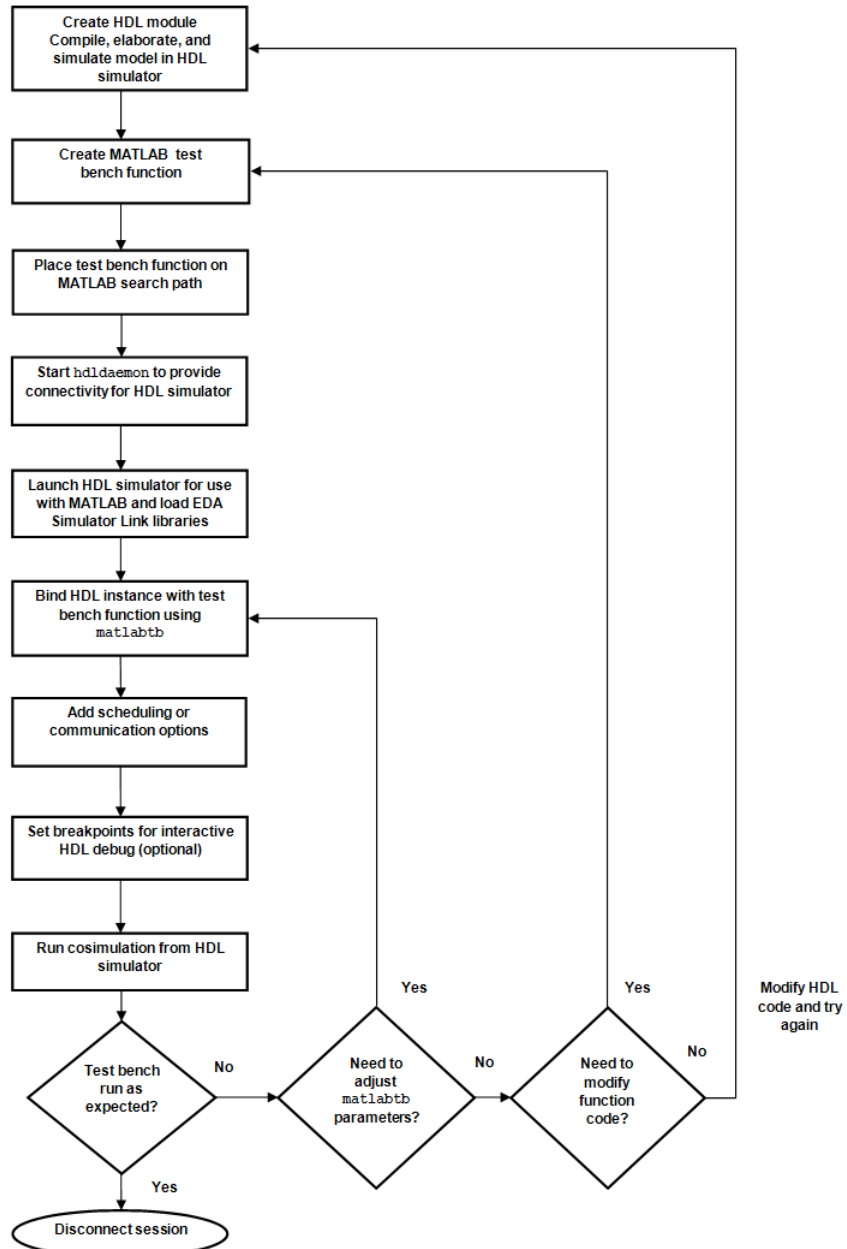 Create HDL module
Compile, elaborate, and
simulate model in HDL
simulator
Create MATLAB test
bench function
Place test bench function on
MATLAB search path
Start hdldaemon to provide
connectivity for HDL simulator
Launch HDL simulator for use
with MATLAB and load EDA
Simulator Link libraries
Bind HDL instance with test
bench function using
matlabtb
Add scheduling or
communication options
Set breakpoints for interactive
HDL debug (optional)
Run cosimulation from HDL
simulator
Test bench
run as
expected?
No
Yes
Need to
adjust
matlabtb
parameters?
Yes
No
Need to
modify
function
code?
Yes
No
Modify HDL
code and try
again
Disconnect session